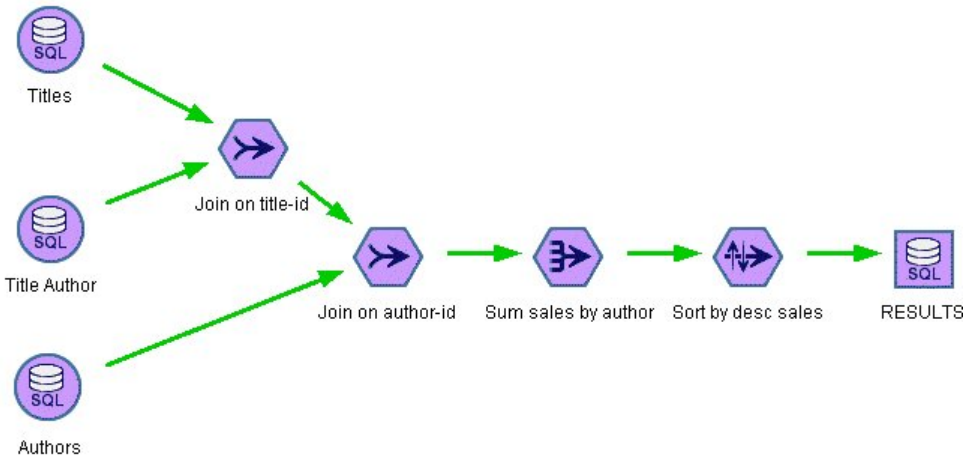 SQL
Titles
Join on title-id
SQL
Title Author
Join on author-id
Sum sales by author
Sort by desc sales
SQL
RESULTS
SQL
Authors